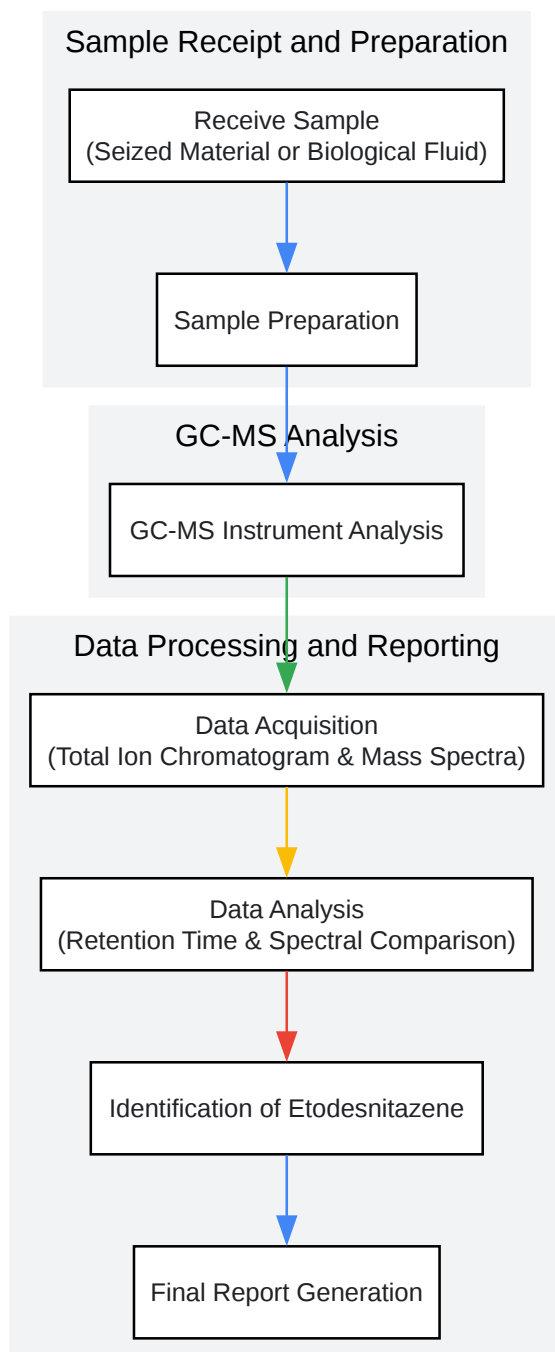 Sample Receipt and Preparation
Receive Sample
(Seized Material or Biological Fluid)
Sample Preparation
GC-MS Analysis
GC-MS Instrument Analysis
Data Processing and Reporting
Data Acquisition
(Total Ion Chromatogram & Mass Spectra)
Data Analysis
(Retention Time & Spectral Comparison)
Identification of Etodesnitazene
Final Report Generation